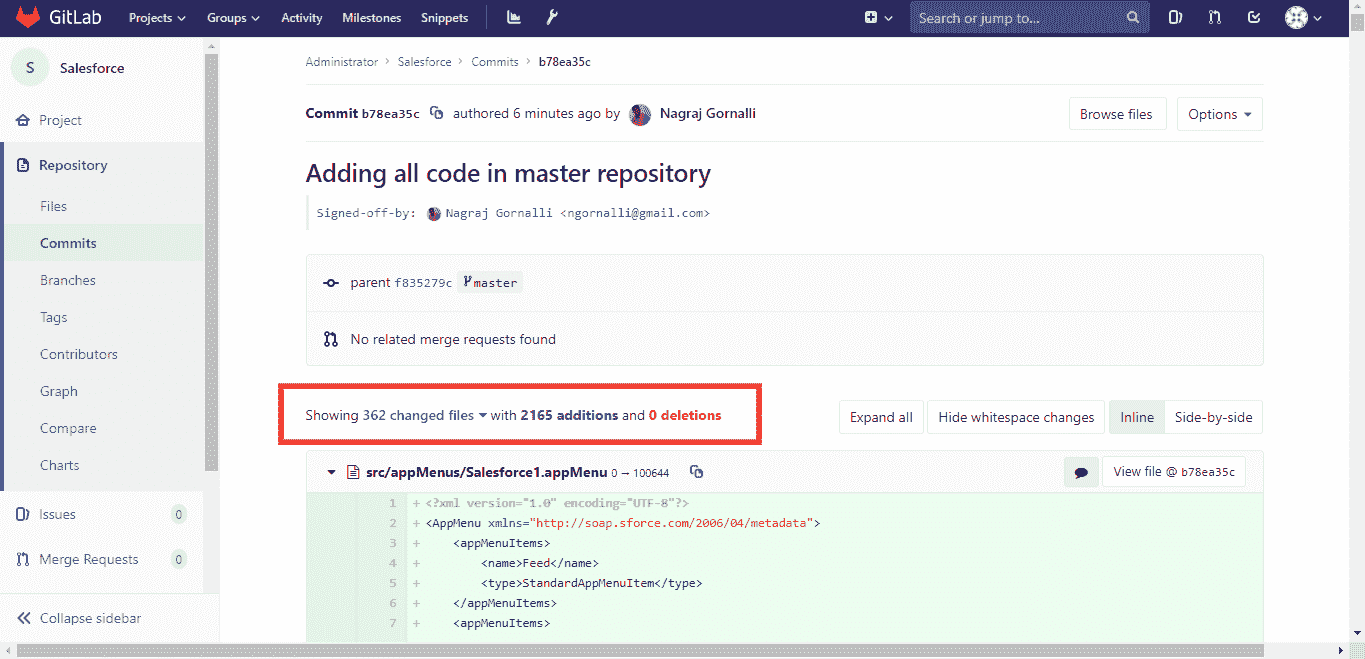 GitLab Projects Groups Activity Milestones Snippets Search or jump to...
S Salesforce
Project
Repository
Files
Commits
Branches
Tags
Contributors
Graph
Compare
Charts
Issues 0
Merge Requests 0
Collapse sidebar
Administrator > Salesforce > Commits > b78ea35c
Commit b78ea35c authored 6 minutes ago by Nagraj Gornalli Browse files Options
Adding all code in master repository
Signed-off-by: Nagraj Gornalli <ngornalli@gmail.com>
parent f835279c master
No related merge requests found
Showing 362 changed files with 2165 additions and 0 deletions Expand all Hide whitespace changes Inline Side-by-side
src/appMenus/Salesforce1.appMenu 0 → 100644 View file @ b78ea35c
1 + <?xml version="1.0" encoding="UTF-8"?>
2 + <AppMenu xmlns="http://soap.sforce.com/2006/04/metadata">
3 + <appMenuItems>
4 + <name>Feed</name>
5 + <type>StandardAppMenuItem</type>
6 + </appMenuItems>
7 + <appMenuItems>